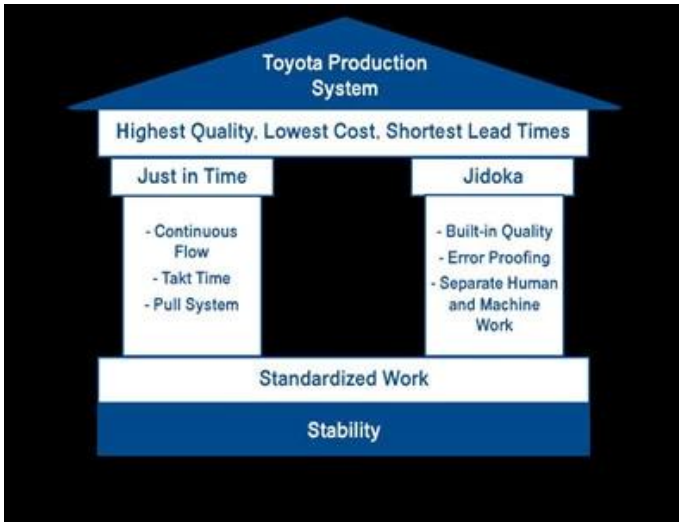 Toyota Production
System
Highest Quality, Lowest Cost, Shortest Lead Times
Just in Time
- Continuous
Flow
- Takt Time
- Pull System
Jidoka
- Built-in Quality
- Error Proofing
- Separate Human
and Machine
Work
Standardized Work
Stability